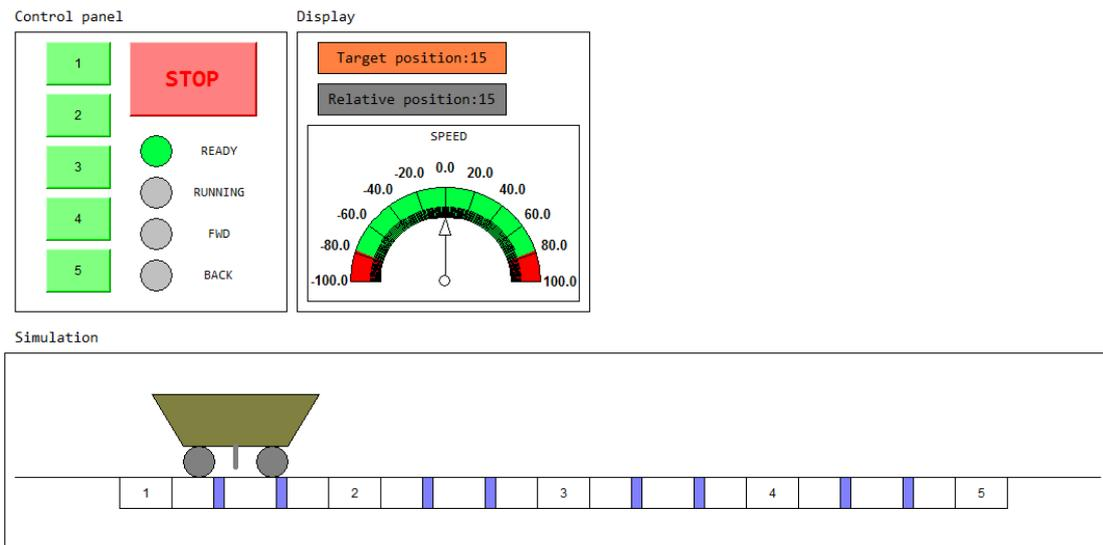 Control panel
Display
1
STOP
2
3
4
5
READY
RUNNING
FWD
BACK
Target position:15
Relative position:15
SPEED
-100.0
-80.0
-60.0
-40.0
-20.0
0.0
20.0
40.0
60.0
80.0
100.0
Simulation
1
2
3
4
5